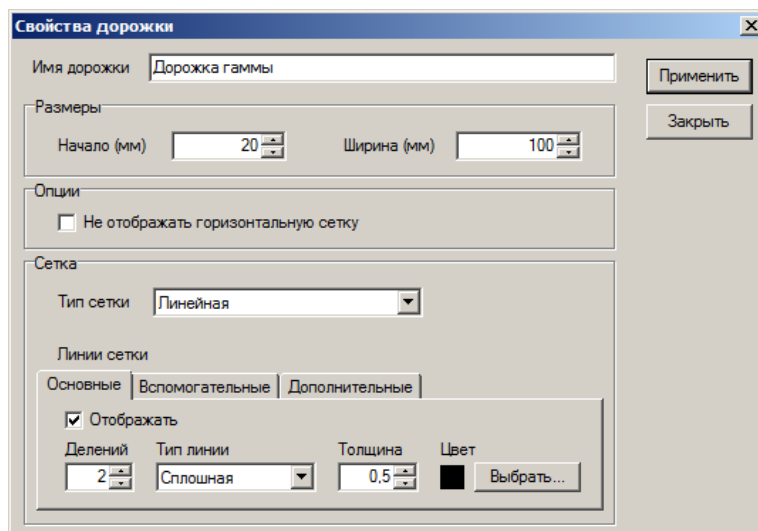 Свойства дорожки
Имя дорожки Дорожка гаммы
Применить
Закрыть
Размеры
Начало (мм) 20 Ширина (мм) 100
Опции
Не отображать горизонтальную сетку
Сетка
Тип сетки Линейная
Линии сетки
Основные Вспомогательные Дополнительные
Отображать
Делений Тип линии Толщина Цвет
2 Сплошная 0,5 Выбрать...